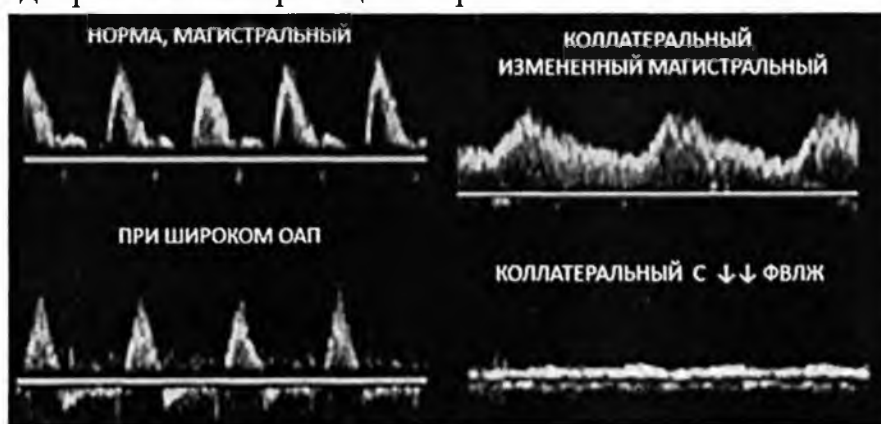 НОРМА, МАГИСТРАЛЬНЫЙ
КОЛЛАТЕРАЛЬНЫЙ
ИЗМЕНЕННЫЙ МАГИСТРАЛЬНЫЙ
ПРИ ШИРОКОМ ОАП
КОЛЛАТЕРАЛЬНЫЙ С ↓↓ ФВЛЖ